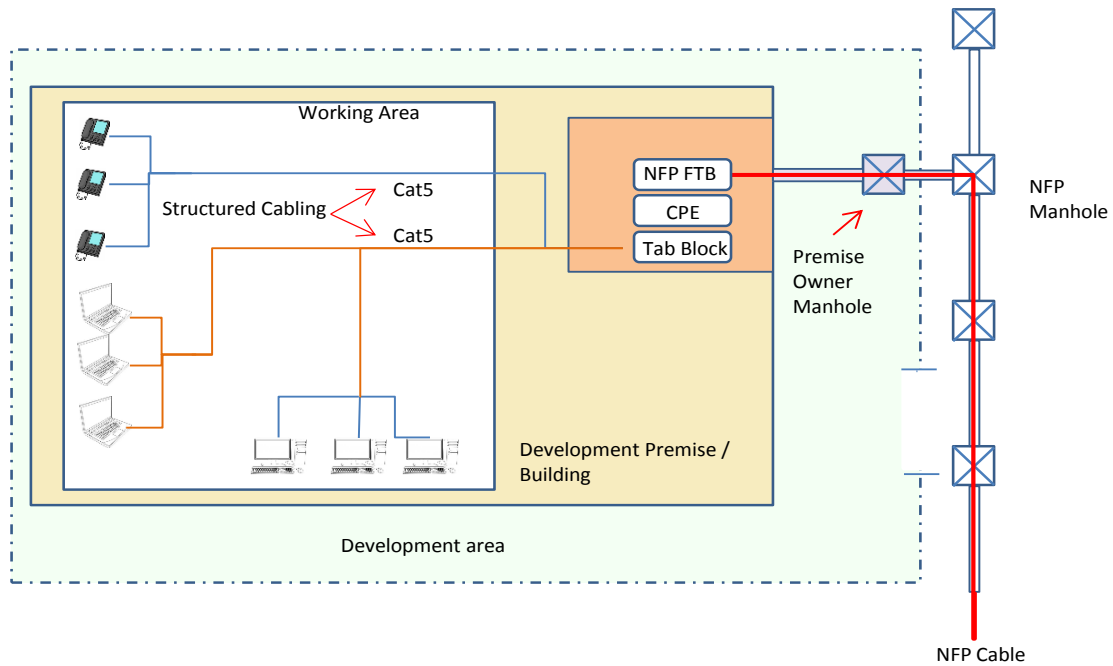 Working Area
NFP FTB
CPE
Tab Block
Cat5
Structured Cabling
Cat5
NFP
Manhole
Premise
Owner
Manhole
Development Premise /
Building
Development area
NFP Cable